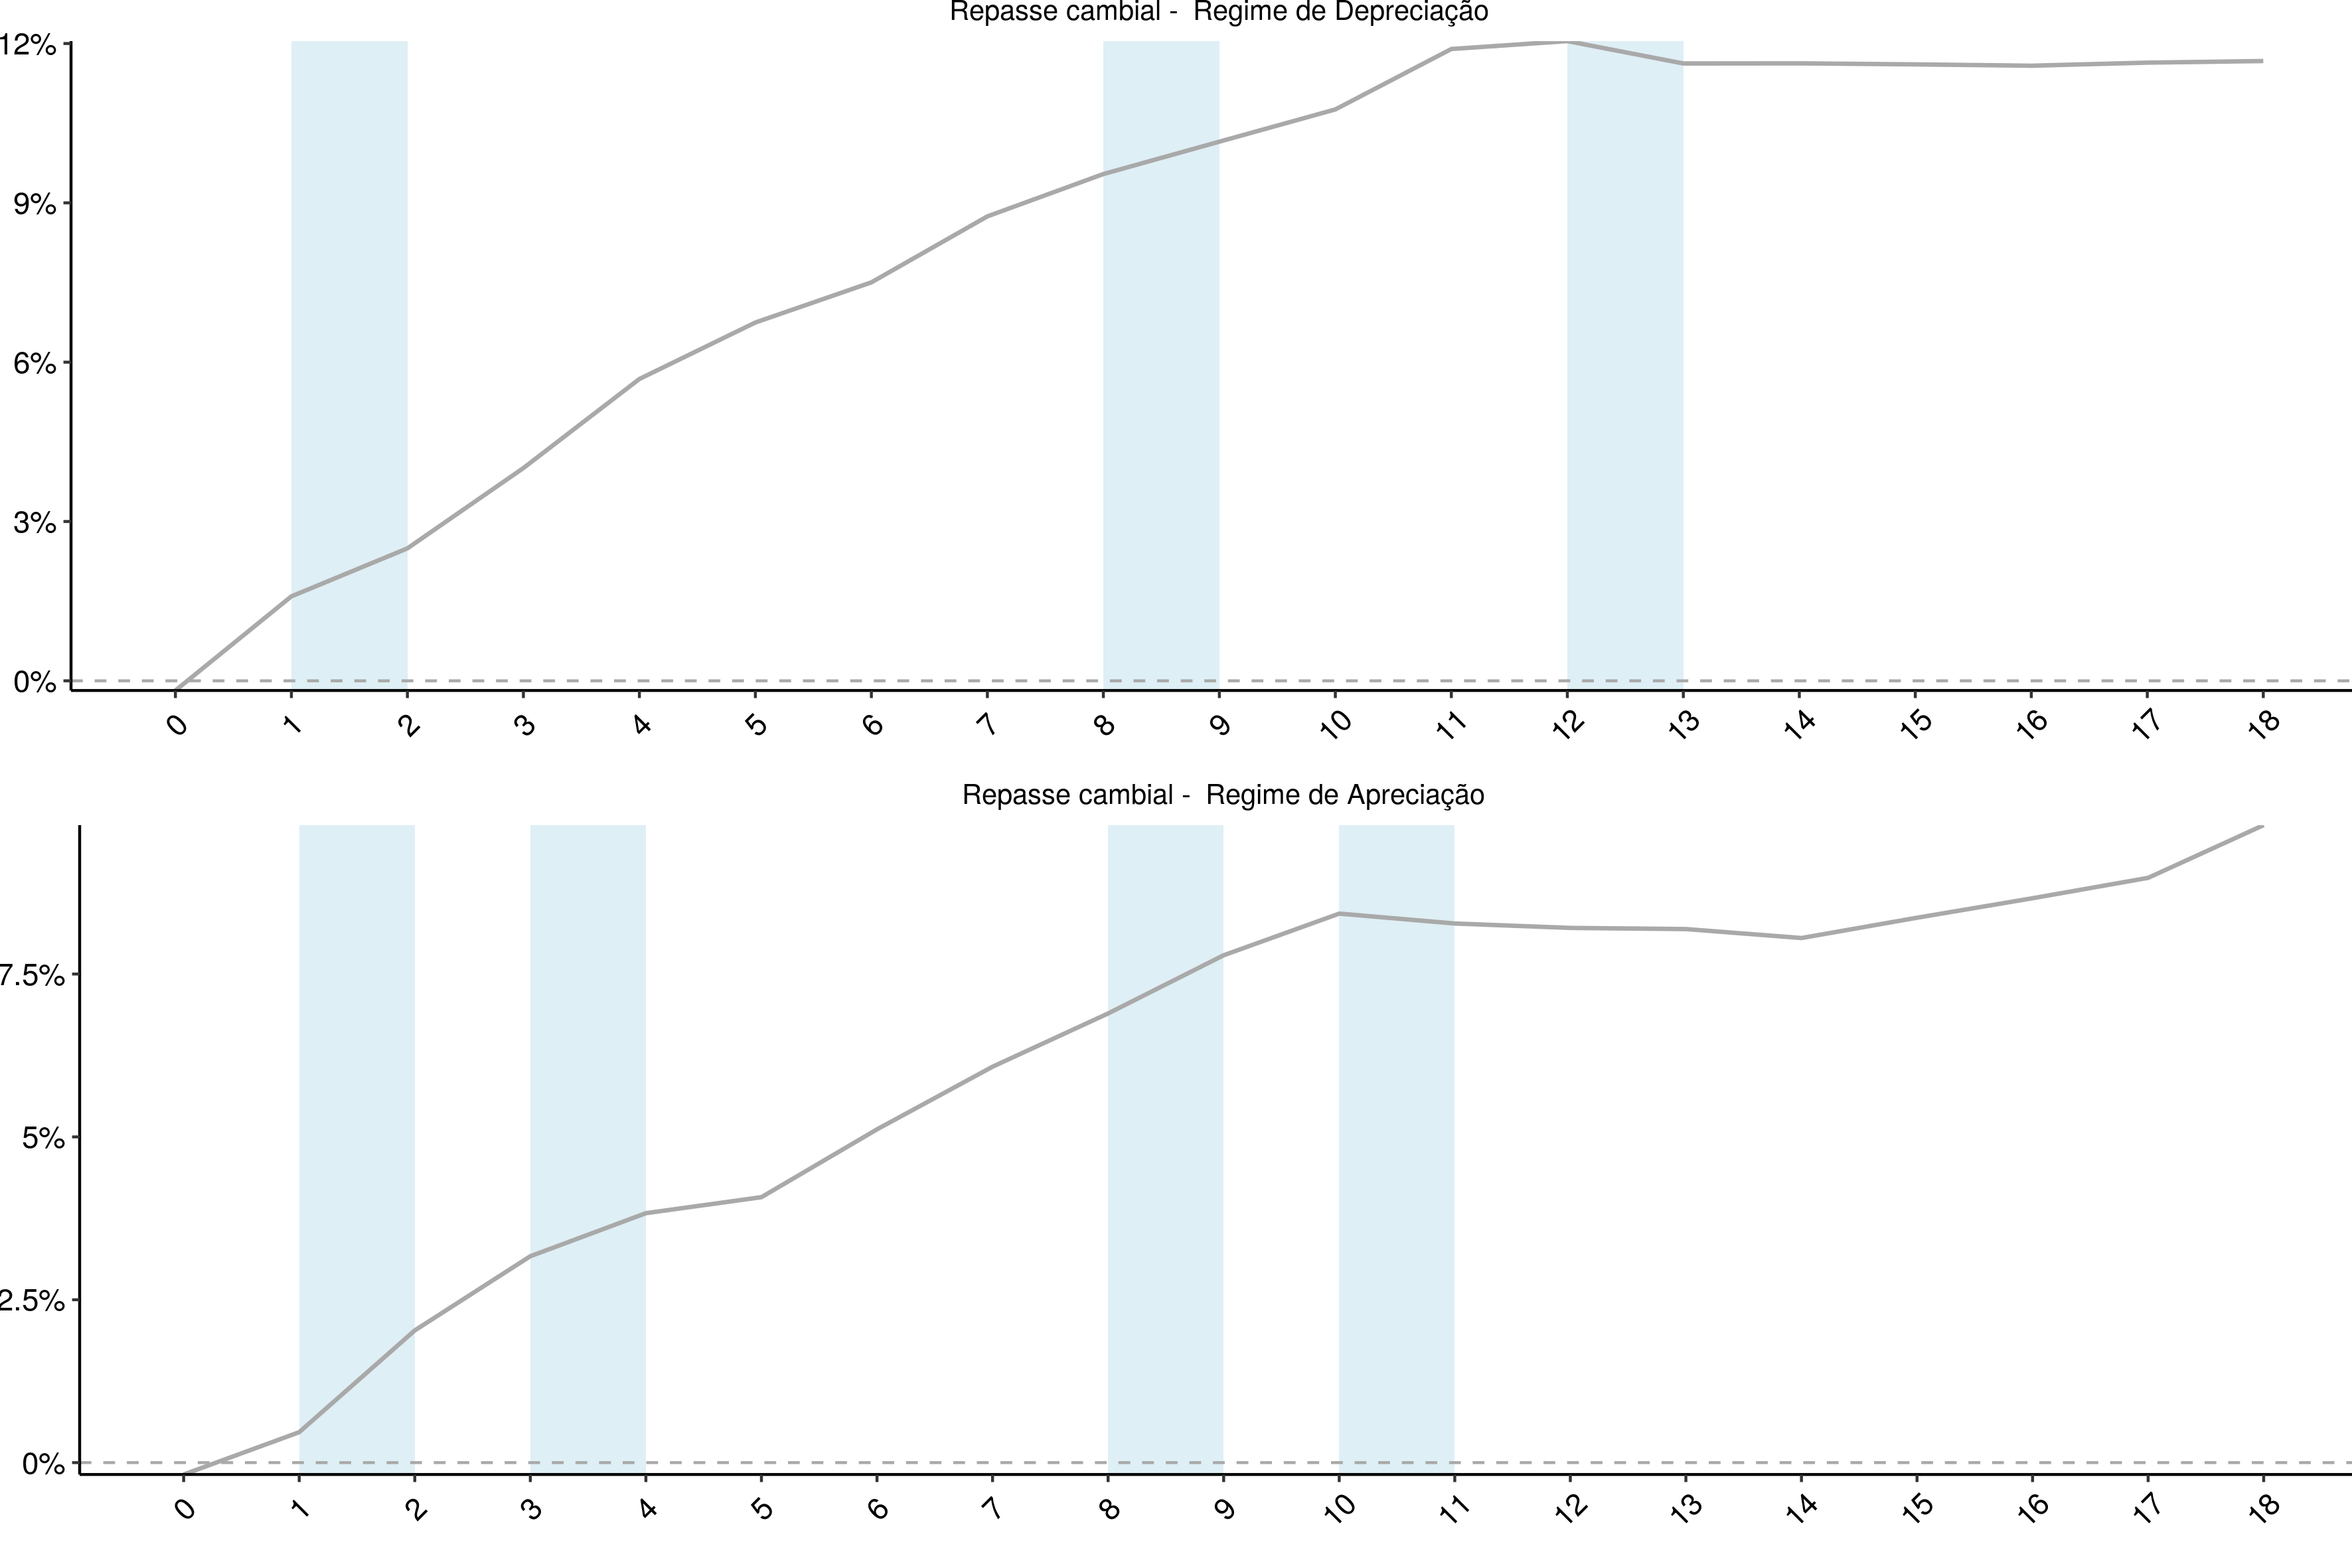 Repasse cambial - Regime de Depreciação
12%
9%
6%
3%
0%
0 1 2 3 4 5 6 7 8 9 10 11 12 13 14 15 16 17 18
Repasse cambial - Regime de Apreciação
7.5%
5%
2.5%
0%
0 1 2 3 4 5 6 7 8 9 10 11 12 13 14 15 16 17 18